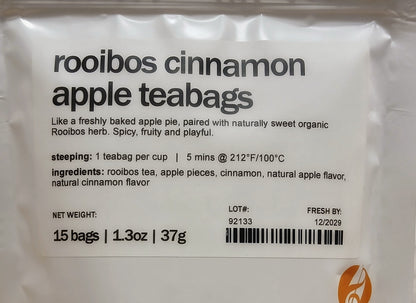 rooibos cinnamon
apple teabags
Like a freshly baked apple pie, paired with naturally sweet organic
Rooibos herb. Spicy, fruity and playful.
steeping: 1 teabag per cup | 5 mins @ 212°F/100°C
ingredients: rooibos tea, apple pieces, cinnamon, natural apple flavor,
natural cinnamon flavor
NET WEIGHT:
15 bags | 1.3oz | 37g
LOT#:
92133
FRESH BY:
12/2029